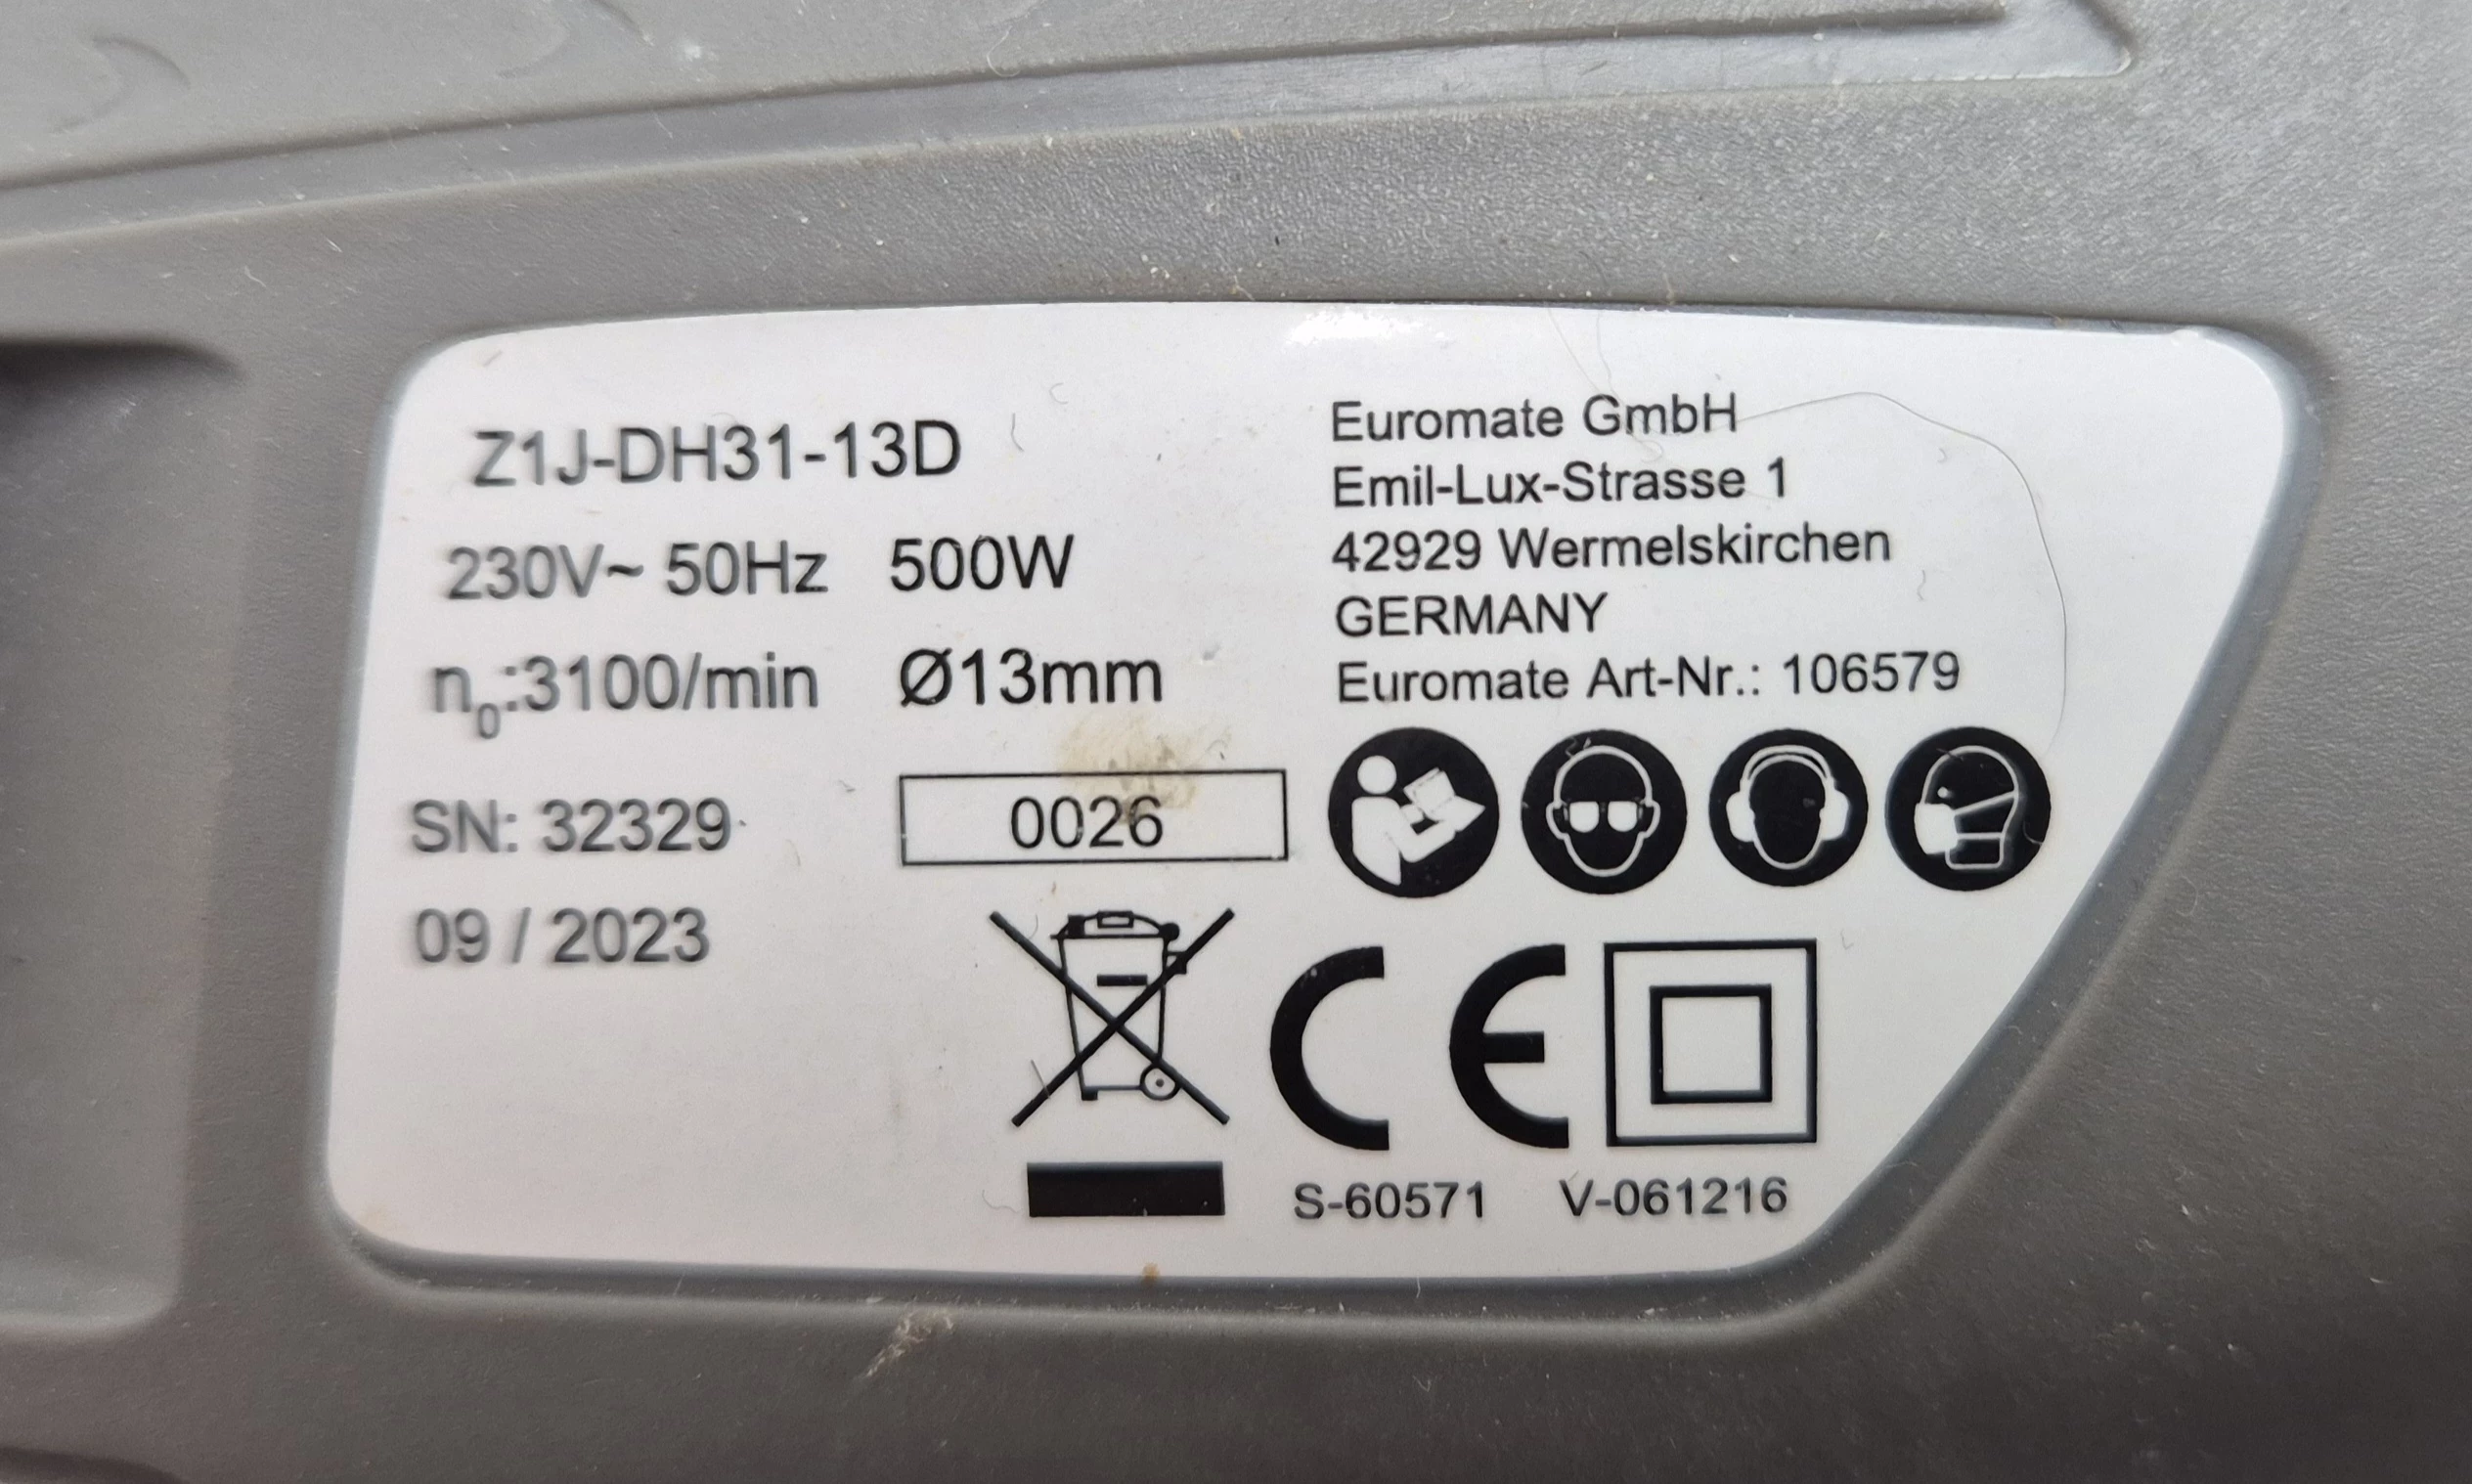 Z1J-DH31-13D
230V~ 50Hz 500W
n₀:3100/min Ø13mm
SN: 32329
0026
09 / 2023
Euromate GmbH
Emil-Lux-Strasse 1
42929 Wermelskirchen
GERMANY
Euromate Art-Nr.: 106579
CE
S-60571 V-061216